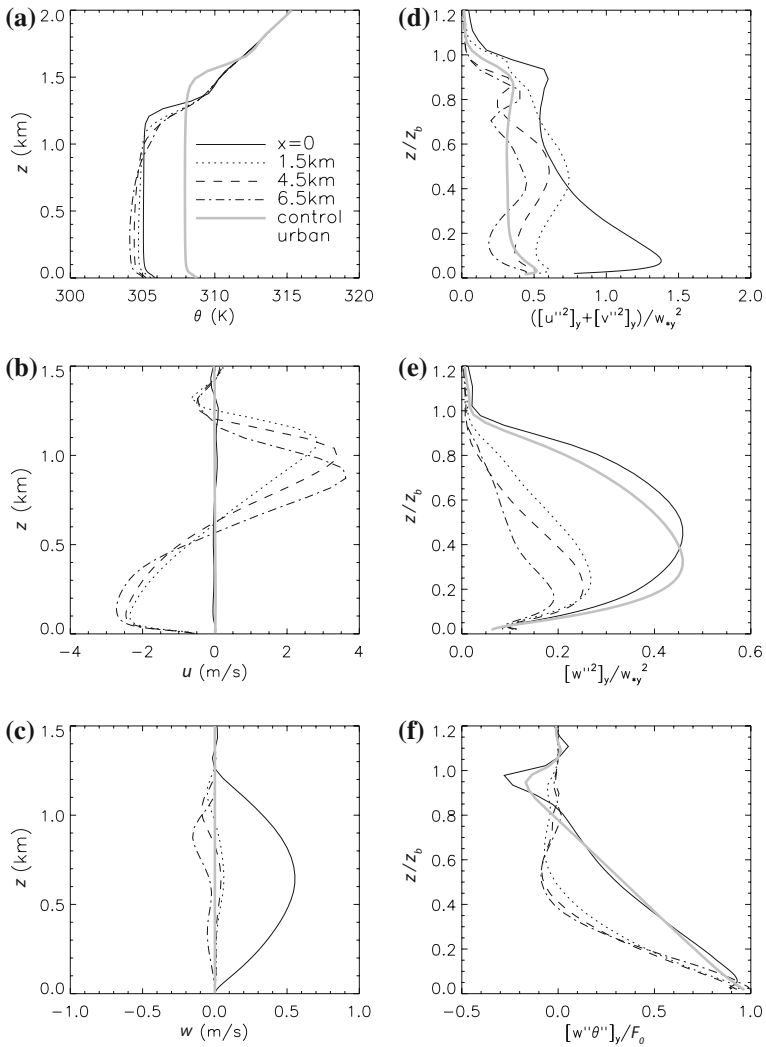 (a)
2.0
1.5
1.0
0.5
0.0
z (km)
x=0
1.5km
4.5km
6.5km
control
urban
300 305 310 315 320
θ (K)
(b)
1.5
1.0
0.5
0.0
z (km)
−4 −2 0 2 4
u (m/s)
(c)
1.5
1.0
0.5
0.0
z (km)
−1.0 −0.5 0.0 0.5 1.0
w (m/s)
(d)
1.2
1.0
0.8
0.6
0.4
0.2
0.0
z/z_b
0.0 0.5 1.0 1.5 2.0
([u''²]_y+[v''²]_y)/w_{*y}²
(e)
1.2
1.0
0.8
0.6
0.4
0.2
0.0
z/z_b
0.0 0.2 0.4 0.6
[w''²]_y/w_{*y}²
(f)
1.2
1.0
0.8
0.6
0.4
0.2
0.0
z/z_b
−0.5 0.0 0.5 1.0
[w''θ'']_y/F_0